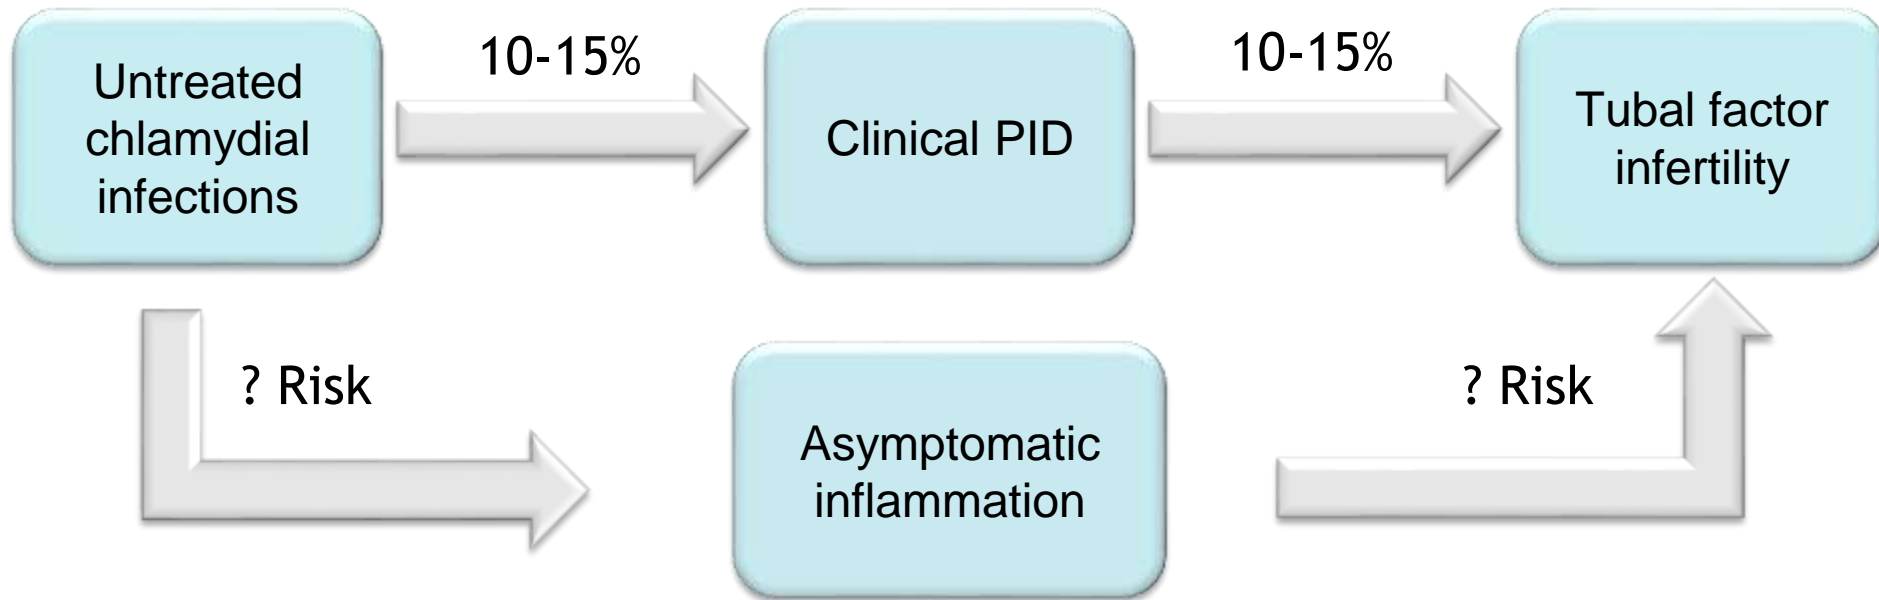 Untreated
chlamydial
infections
10-15%
Clinical PID
10-15%
Tubal factor
infertility
? Risk
Asymptomatic
inflammation
? Risk